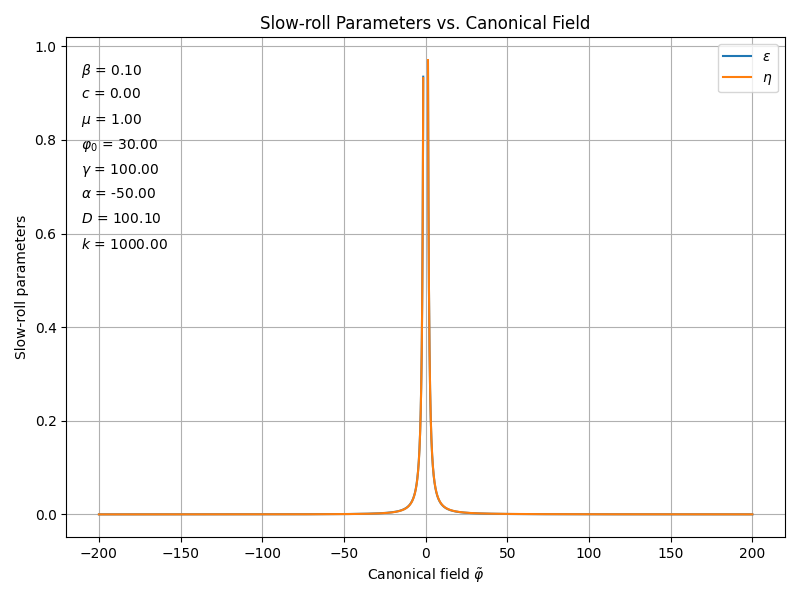 Slow-roll Parameters vs. Canonical Field
1.0
0.8
0.6
0.4
0.2
0.0
Slow-roll parameters
β = 0.10
c = 0.00
μ = 1.00
φ₀ = 30.00
γ = 100.00
α = -50.00
D = 100.10
k = 1000.00
ε
η
−200
−150
−100
−50
0
50
100
150
200
Canonical field φ̃